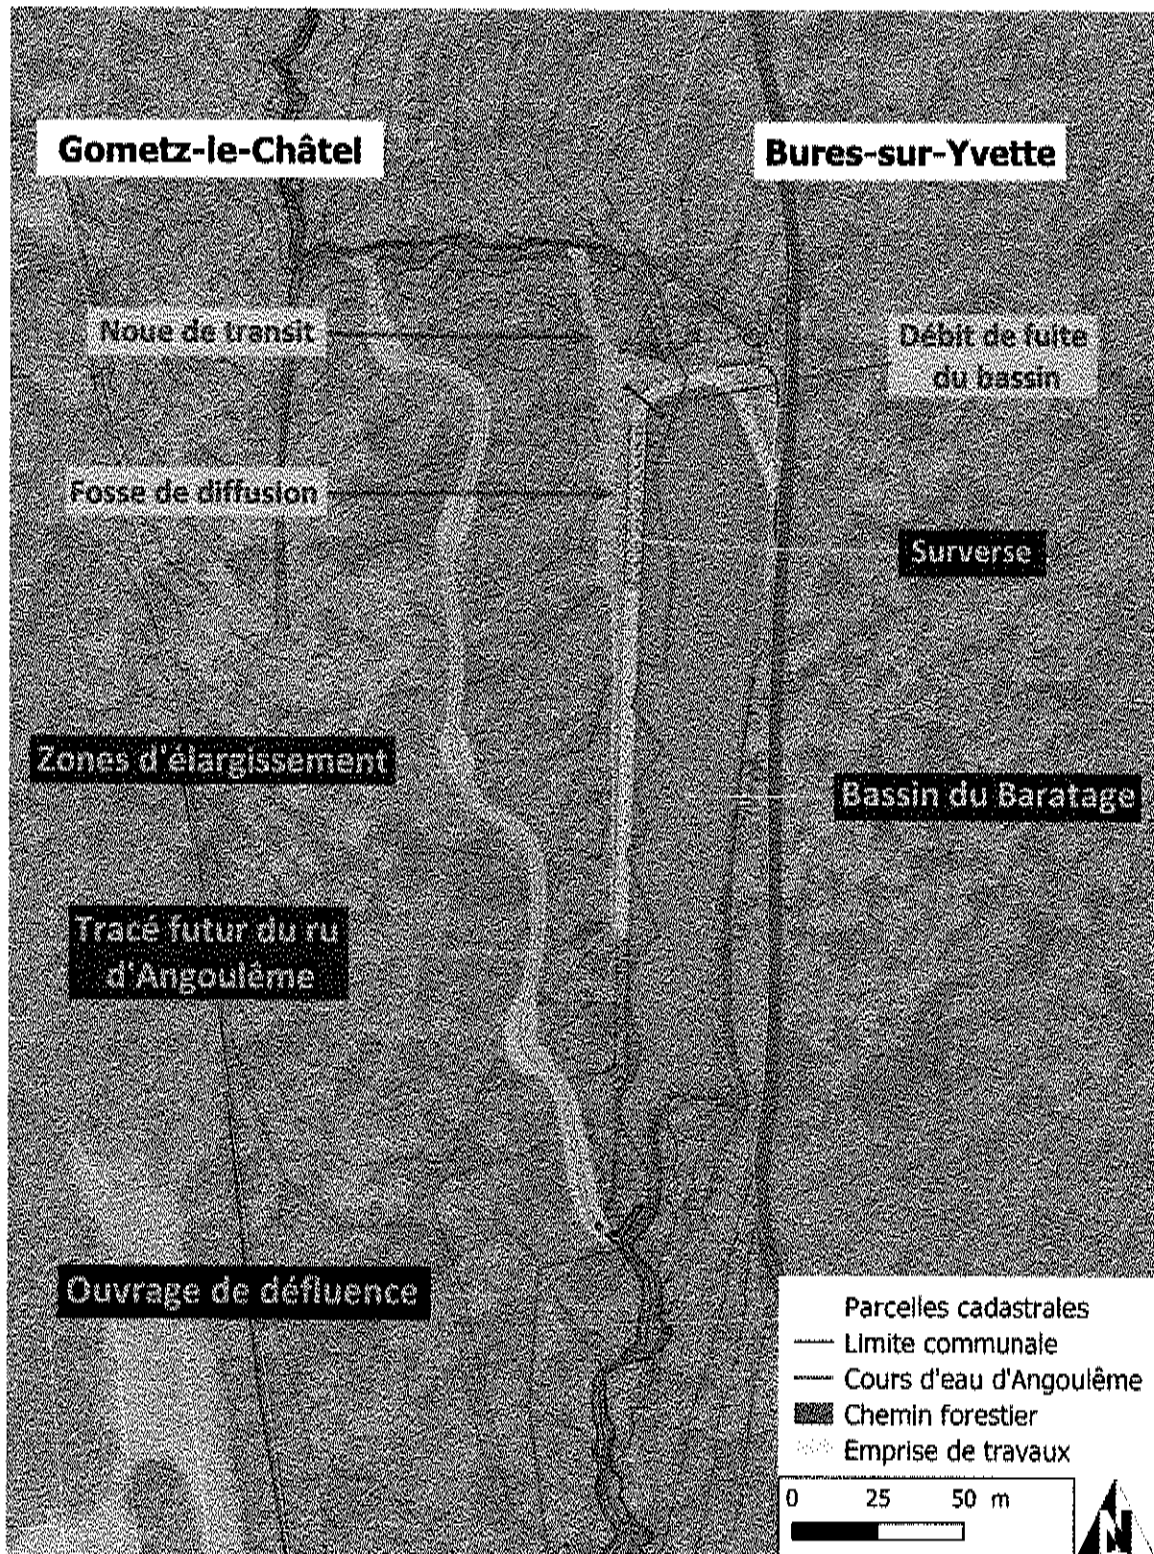 Gometz-le-Châtel
Bures-sur-Yvette
Noue de transit
Débit de fuite
du bassin
Fosse de diffusion
Surverse
Zones d'élargissement
Bassin du Baratage
Tracé futur du ru
d'Angoulême
Ouvrage de défluence
Parcelles cadastrales
Limite communale
Cours d'eau d'Angoulême
Chemin forestier
Emprise de travaux
0 25 50 m
N